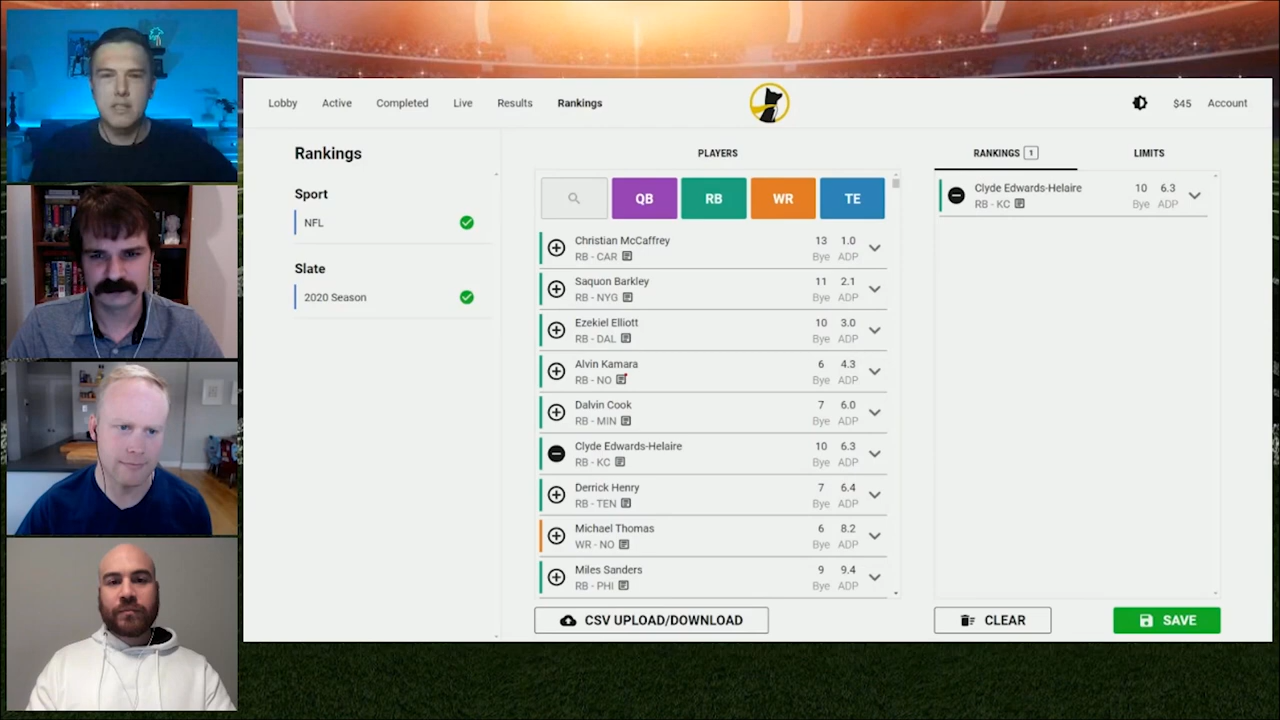 Lobby
Active
Completed
Live
Results
Rankings
$45
Account
Rankings
Sport
NFL
Slate
2020 Season
PLAYERS
QB
RB
WR
TE
Christian McCaffrey
13 1.0
RB - CAR
Bye ADP
Saquon Barkley
11 2.1
RB - NYG
Bye ADP
Ezekiel Elliott
10 3.0
RB - DAL
Bye ADP
Alvin Kamara
6 4.3
RB - NO
Bye ADP
Dalvin Cook
7 6.0
RB - MIN
Bye ADP
Clyde Edwards-Helaire
10 6.3
RB - KC
Bye ADP
Derrick Henry
7 6.4
RB - TEN
Bye ADP
Michael Thomas
6 8.2
WR - NO
Bye ADP
Miles Sanders
9 9.4
RB - PHI
Bye ADP
CSV UPLOAD/DOWNLOAD
RANKINGS 1
LIMITS
Clyde Edwards-Helaire
10 6.3
RB - KC
Bye ADP
CLEAR
SAVE